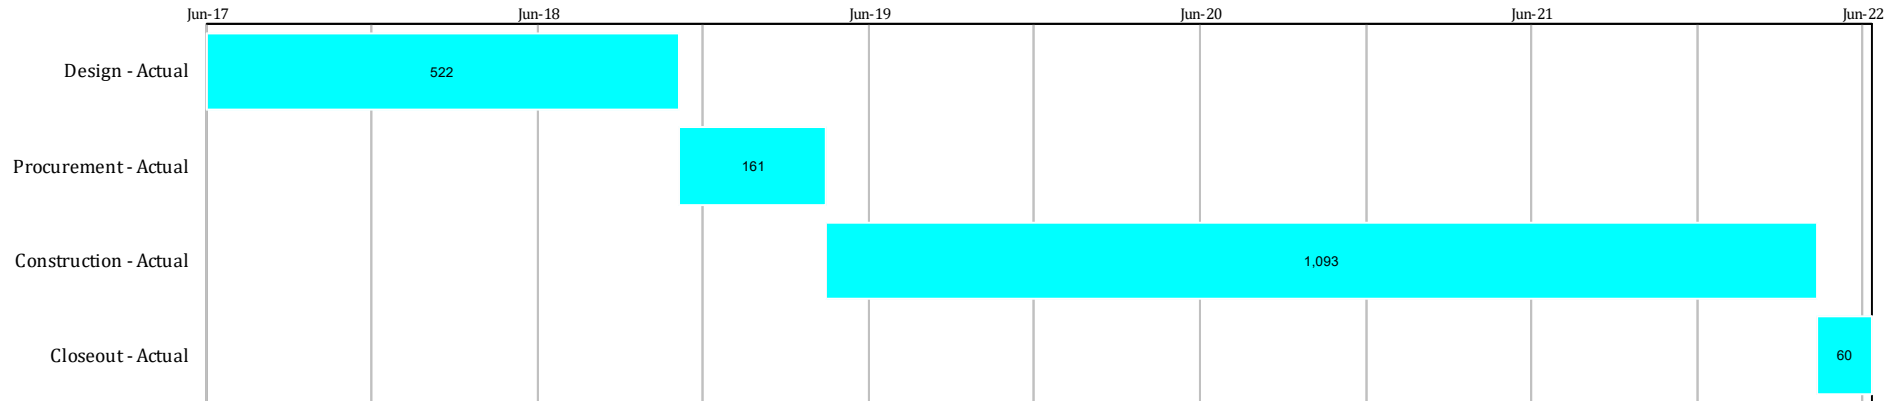 Jun-17 Jun-18 Jun-19 Jun-20 Jun-21 Jun-22
Design - Actual 522
Procurement - Actual 161
Construction - Actual 1,093
Closeout - Actual 60